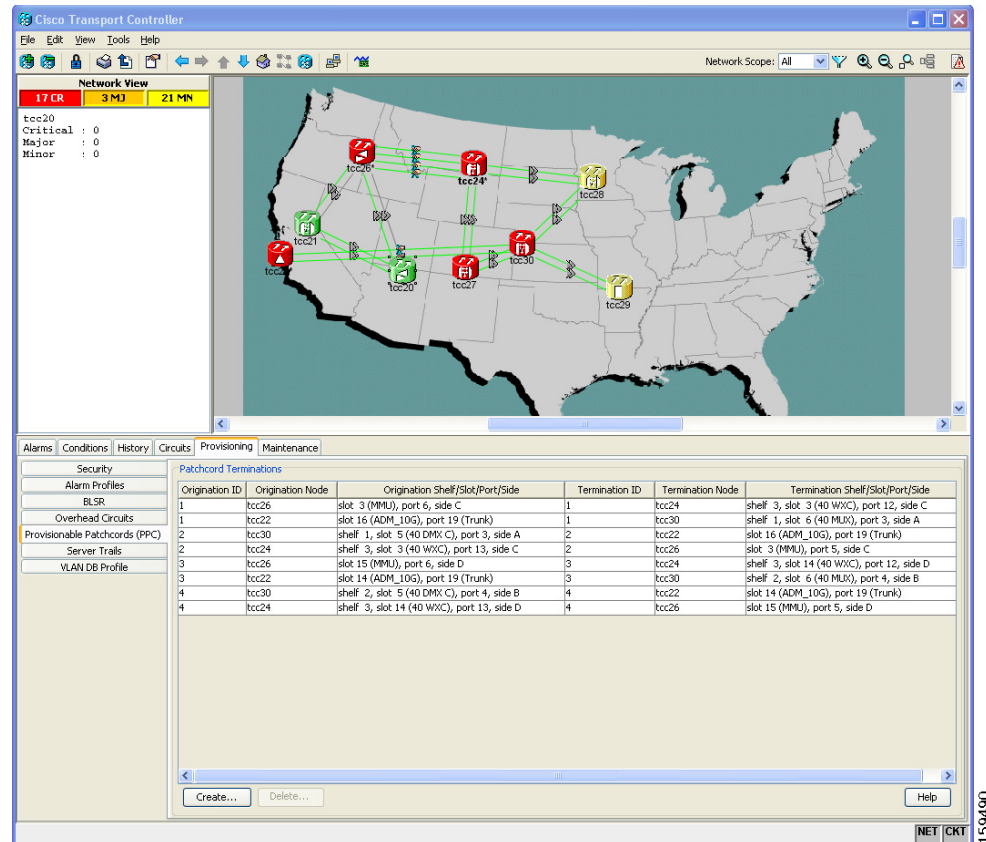 Cisco Transport Controller
File Edit View Tools Help
Network Scope: All
Network View
17 CR 3 MJ 21 MN
tcc20
Critical : 0
Major : 0
Minor : 0
tcc26*
tcc24*
tcc28
tcc21
tcc30
tcc20
tcc27
tcc29
Alarms Conditions History Circuits Provisioning Maintenance
Security
Alarm Profiles
BLSR
Overhead Circuits
Provisionable Patchcords (PPC)
Server Trails
VLAN DB Profile
Patchcord Terminations
Origination ID Origination Node Origination Shelf/Slot/Port/Side Termination ID Termination Node Termination Shelf/Slot/Port/Side
1 tcc26 slot 3 (MMU), port 6, side C 1 tcc24 shelf 3, slot 3 (40 WXC), port 12, side C
1 tcc22 slot 16 (ADM_10G), port 19 (Trunk) 1 tcc30 shelf 1, slot 6 (40 MUX), port 3, side A
2 tcc30 shelf 1, slot 5 (40 DMX C), port 3, side A 2 tcc22 slot 16 (ADM_10G), port 19 (Trunk)
2 tcc24 shelf 3, slot 3 (40 WXC), port 13, side C 2 tcc26 slot 3 (MMU), port 5, side C
3 tcc26 slot 15 (MMU), port 6, side D 3 tcc24 shelf 3, slot 14 (40 WXC), port 12, side D
3 tcc22 slot 14 (ADM_10G), port 19 (Trunk) 3 tcc30 shelf 2, slot 6 (40 MUX), port 4, side B
4 tcc30 shelf 2, slot 5 (40 DMX C), port 4, side B 4 tcc22 slot 14 (ADM_10G), port 19 (Trunk)
4 tcc24 shelf 3, slot 14 (40 WXC), port 13, side D 4 tcc26 slot 15 (MMU), port 5, side D
Create... Delete... Help
NET CKT
159490